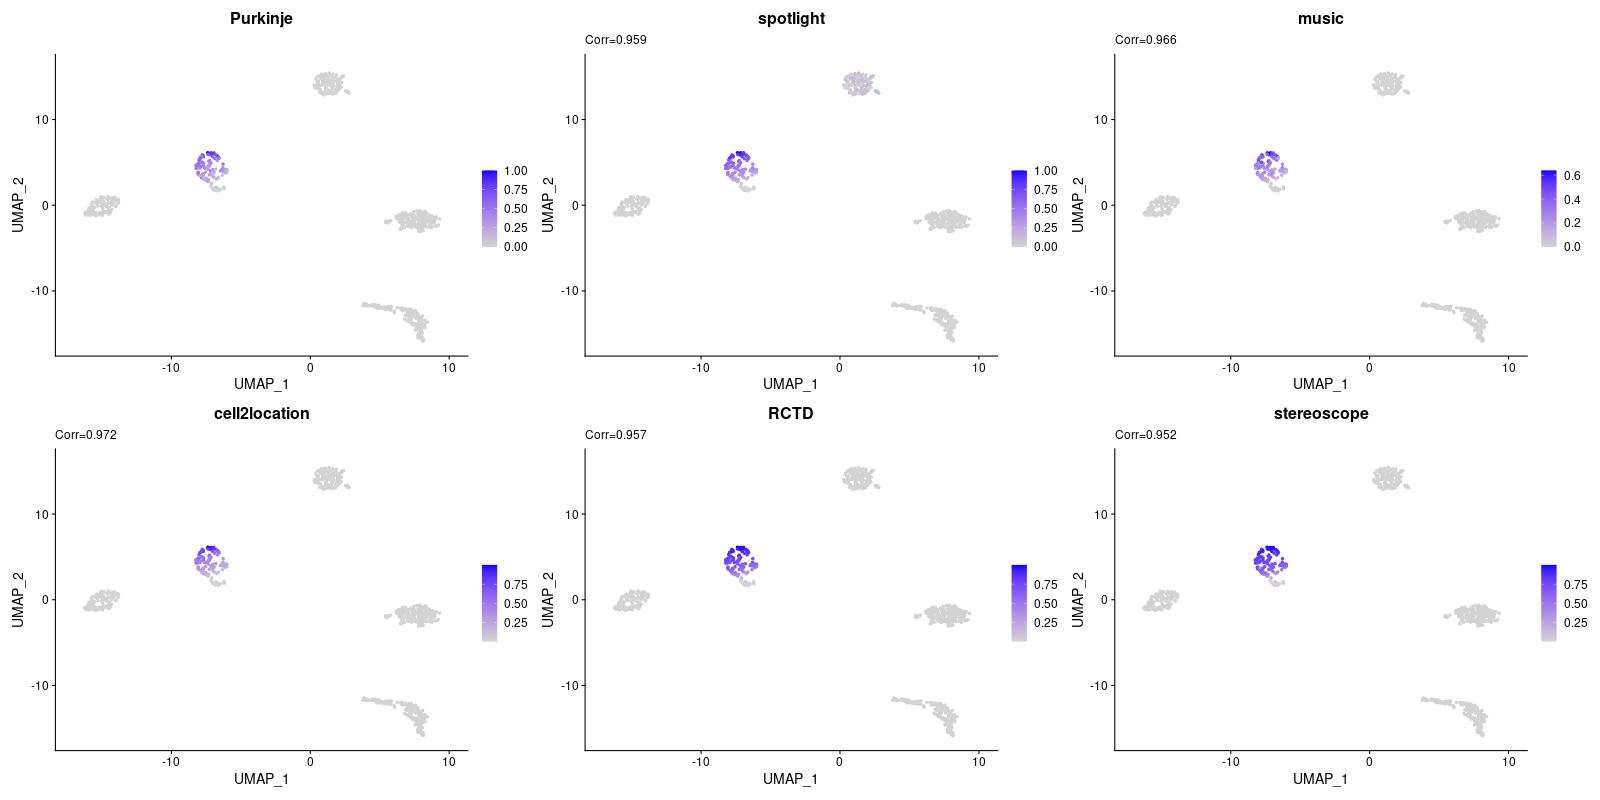 Purkinje
10
0
-10
-10
0
10
UMAP_1
UMAP_2
1.00
0.75
0.50
0.25
0.00
spotlight
Corr=0.959
10
0
-10
-10
0
10
UMAP_1
UMAP_2
1.00
0.75
0.50
0.25
0.00
music
Corr=0.966
10
0
-10
-10
0
10
UMAP_1
UMAP_2
0.6
0.4
0.2
0.0
cell2location
Corr=0.972
10
0
-10
-10
0
10
UMAP_1
UMAP_2
0.75
0.50
0.25
RCTD
Corr=0.957
10
0
-10
-10
0
10
UMAP_1
UMAP_2
0.75
0.50
0.25
stereoscope
Corr=0.952
10
0
-10
-10
0
10
UMAP_1
UMAP_2
0.75
0.50
0.25